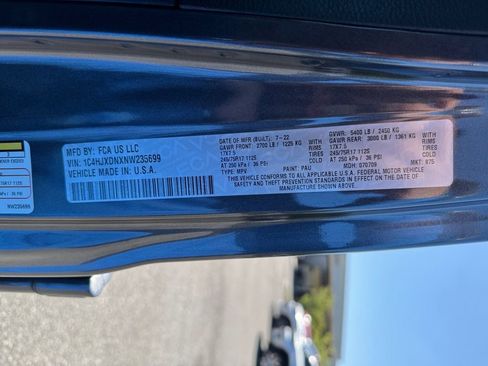 MFD BY: FCA US LLC
VIN: 1C4HJXDNXNW235699
VEHICLE MADE IN: U.S.A.
DATE OF MFR (BUILT): 7-22
GAWR FRONT: 2700 LB / 1225 KG
17X7.5
245/75R17 112S
AT 250 kPa / 36 PSI
TYPE: MPV
WITH
RIMS
TIRES
COLD
PAINT: PAU
GVWR: 5400 LB / 2450 KG
GAWR REAR: 3000 LB / 1361 KG
17X7.5
245/75R17 112S
AT 250 kPa / 36 PSI
MDH: 070709
WITH
RIMS
TIRES
COLD
MKT:
THIS VEHICLE CONFORMS TO ALL APPLICABLE U.S.A. FEDERAL MOTOR VEHICLE
SAFETY AND THEFT PREVENTION STANDARDS IN EFFECT ON THE DATE OF
MANUFACTURE SHOWN ABOVE.
NW235699